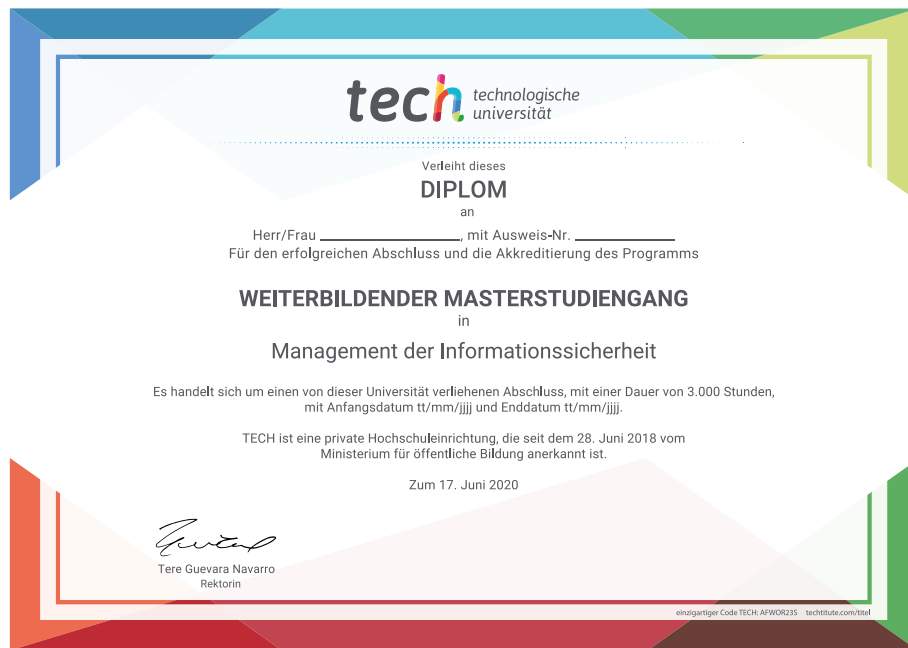 tech technologische
universität
Verleiht dieses
DIPLOM
an
Herr/Frau ____________________, mit Ausweis-Nr. ______________
Für den erfolgreichen Abschluss und die Akkreditierung des Programms
WEITERBILDENDER MASTERSTUDIENGANG
in
Management der Informationssicherheit
Es handelt sich um einen von dieser Universität verliehenen Abschluss, mit einer Dauer von 3.000 Stunden,
mit Anfangsdatum tt/mm/jjjj und Enddatum tt/mm/jjjj.
TECH ist eine private Hochschuleinrichtung, die seit dem 28. Juni 2018 vom
Ministerium für öffentliche Bildung anerkannt ist.
Zum 17. Juni 2020
Tere Guevara Navarro
Rektorin
einzigartiger Code TECH: AFWOR235 techtitute.com/titel